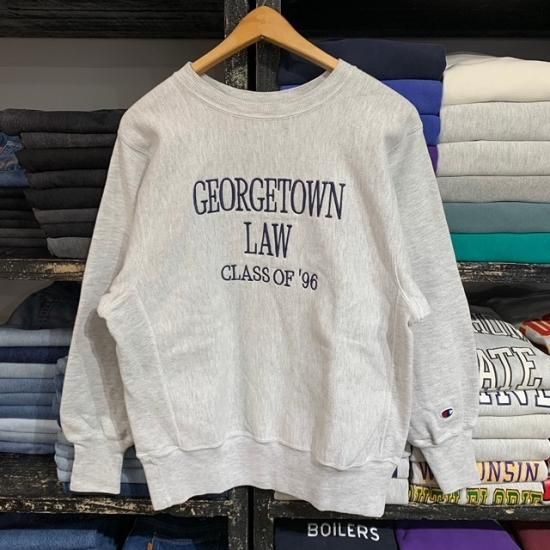 GEORGETOWN
LAW
CLASS OF '96
BOILERS